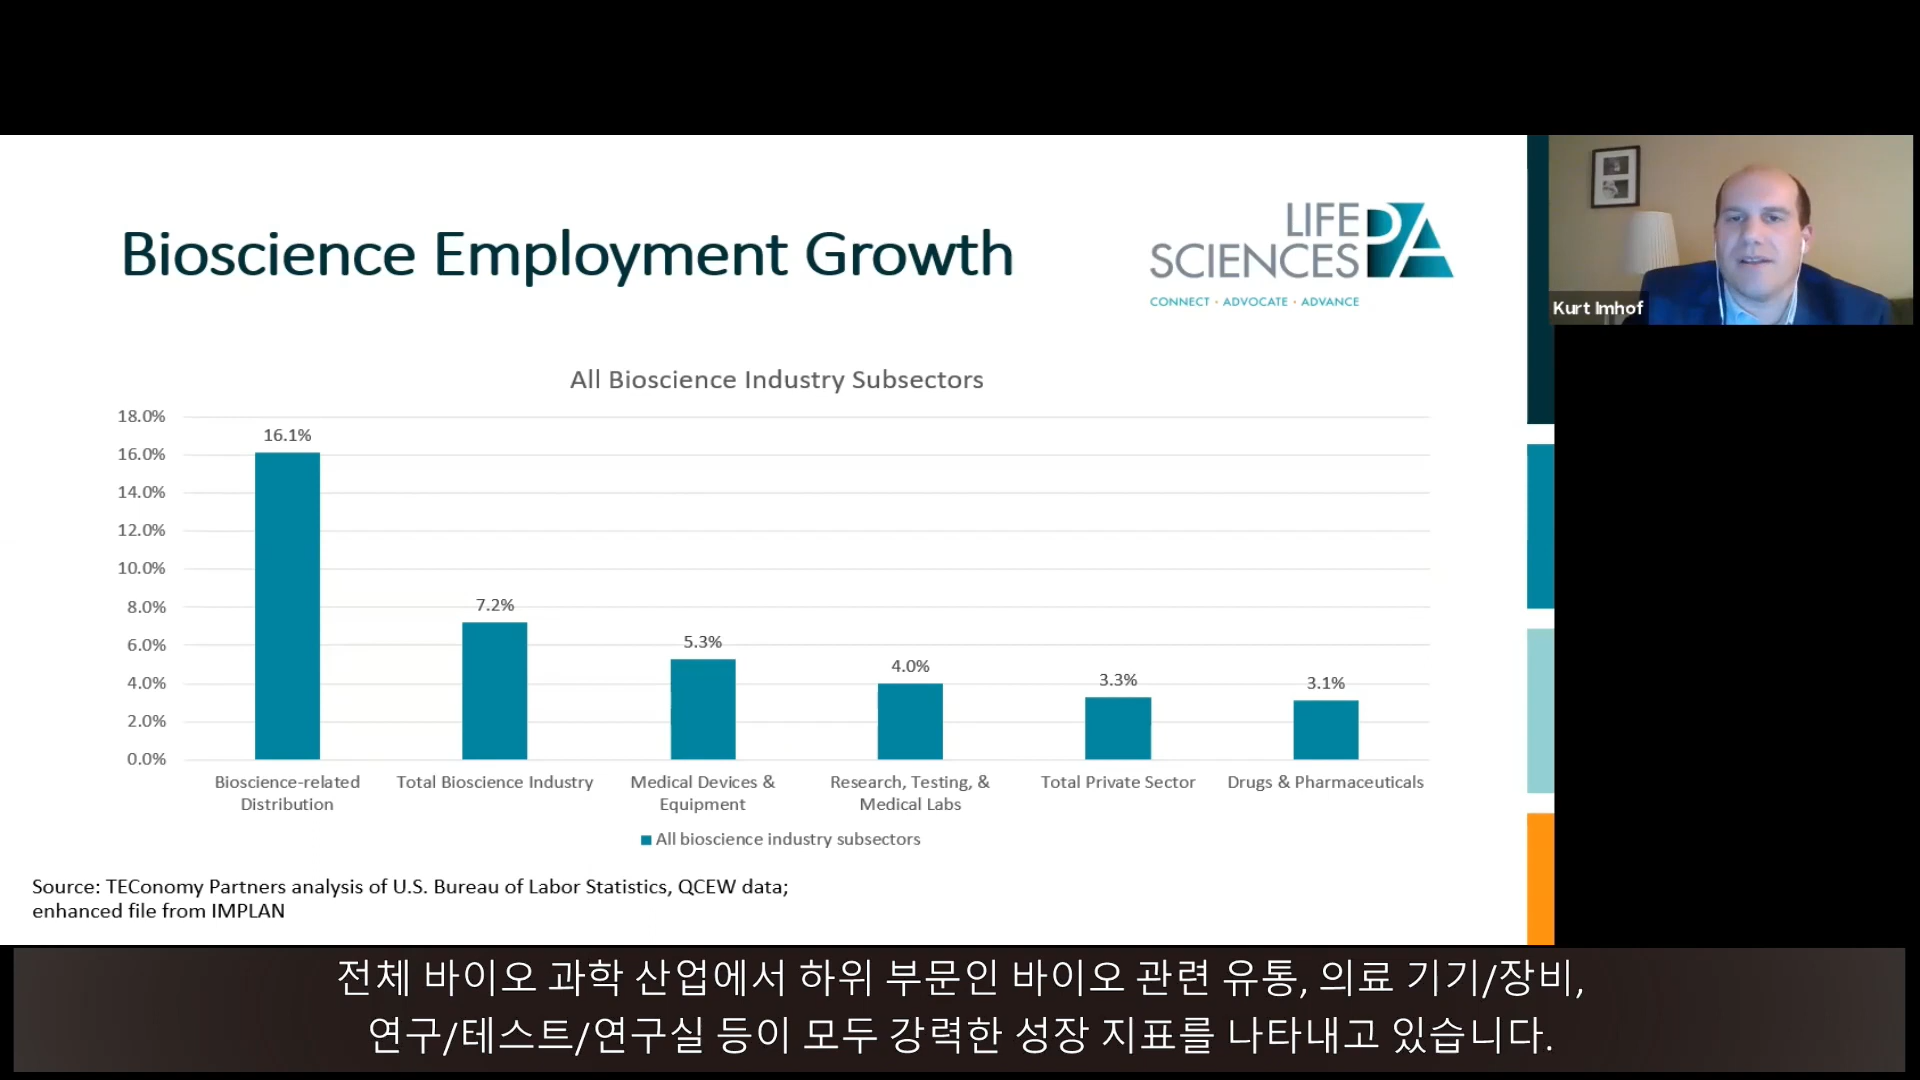 Bioscience Employment Growth
LIFE
SCIENCES
PA
CONNECT · ADVOCATE · ADVANCE
Kurt Imhof
All Bioscience Industry Subsectors
18.0%
16.0%
14.0%
12.0%
10.0%
8.0%
6.0%
4.0%
2.0%
0.0%
16.1%
7.2%
5.3%
4.0%
3.3%
3.1%
Bioscience-related
Distribution
Total Bioscience Industry
Medical Devices &
Equipment
Research, Testing, &
Medical Labs
Total Private Sector
Drugs & Pharmaceuticals
All bioscience industry subsectors
Source: TEConomy Partners analysis of U.S. Bureau of Labor Statistics, QCEW data;
enhanced file from IMPLAN
전체 바이오 과학 산업에서 하위 부문인 바이오 관련 유통, 의료 기기/장비,
연구/테스트/연구실 등이 모두 강력한 성장 지표를 나타내고 있습니다.